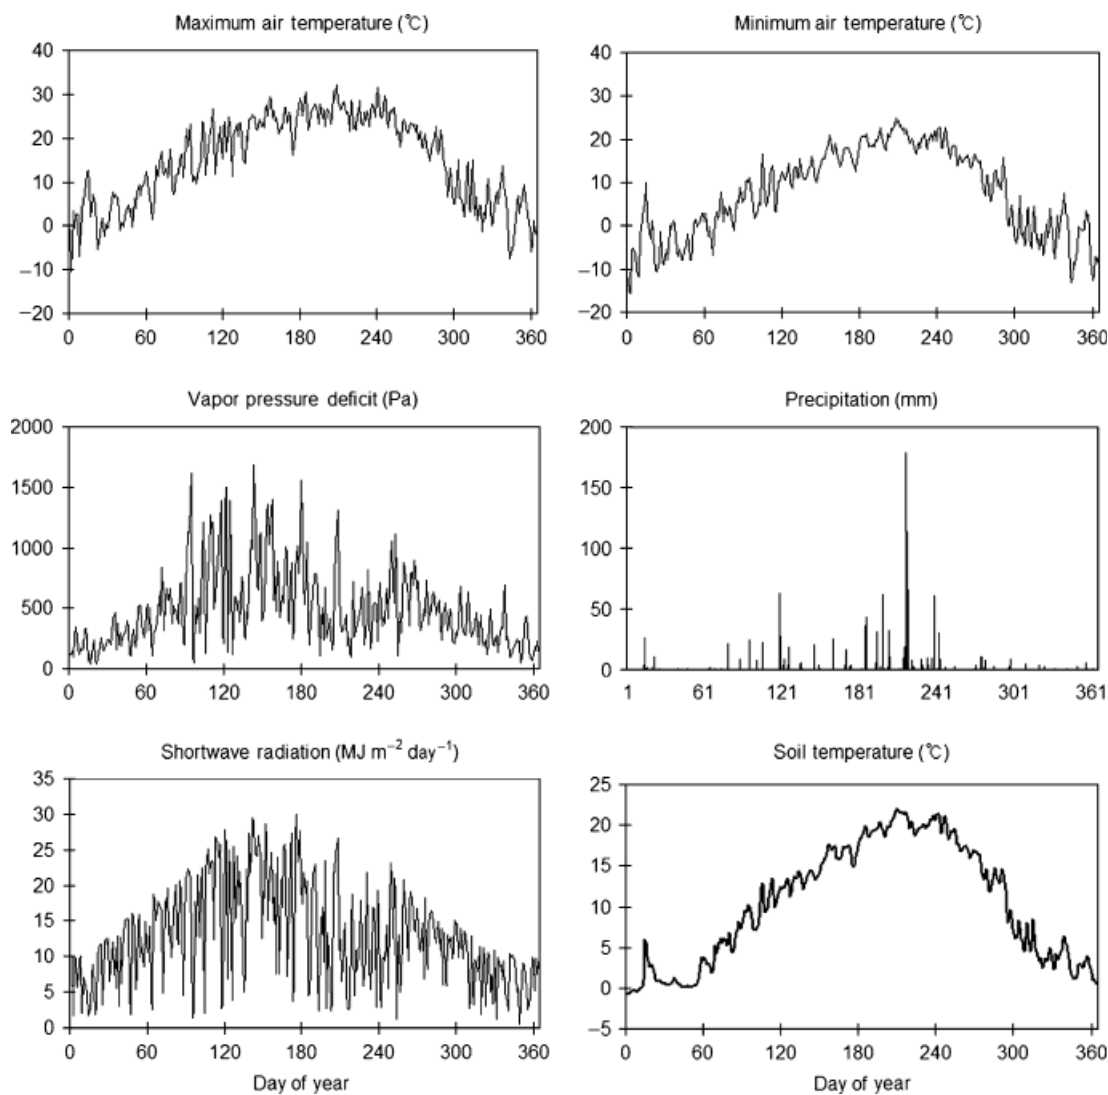 Maximum air temperature (℃)
40
30
20
10
0
−10
−20
0 60 120 180 240 300 360
Minimum air temperature (℃)
40
30
20
10
0
−10
−20
0 60 120 180 240 300 360
Vapor pressure deficit (Pa)
2000
1500
1000
500
0
0 60 120 180 240 300 360
Precipitation (mm)
200
150
100
50
0
1 61 121 181 241 301 361
Shortwave radiation (MJ m⁻² day⁻¹)
35
30
25
20
15
10
5
0
0 60 120 180 240 300 360
Day of year
Soil temperature (℃)
25
20
15
10
5
0
−5
0 60 120 180 240 300 360
Day of year